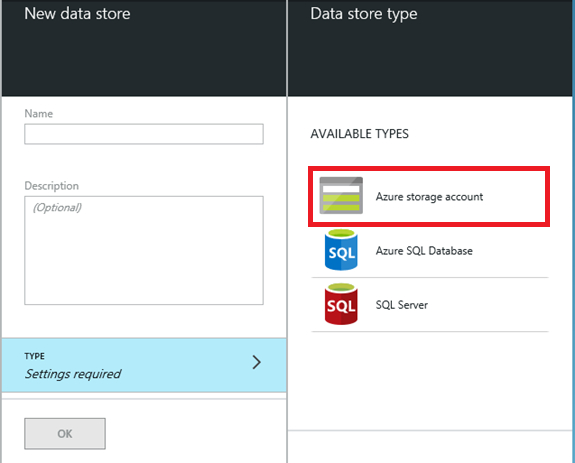 New data store
Name
Description
(Optional)
TYPE
Settings required
OK
Data store type
AVAILABLE TYPES
Azure storage account
SQL
Azure SQL Database
SQL
SQL Server